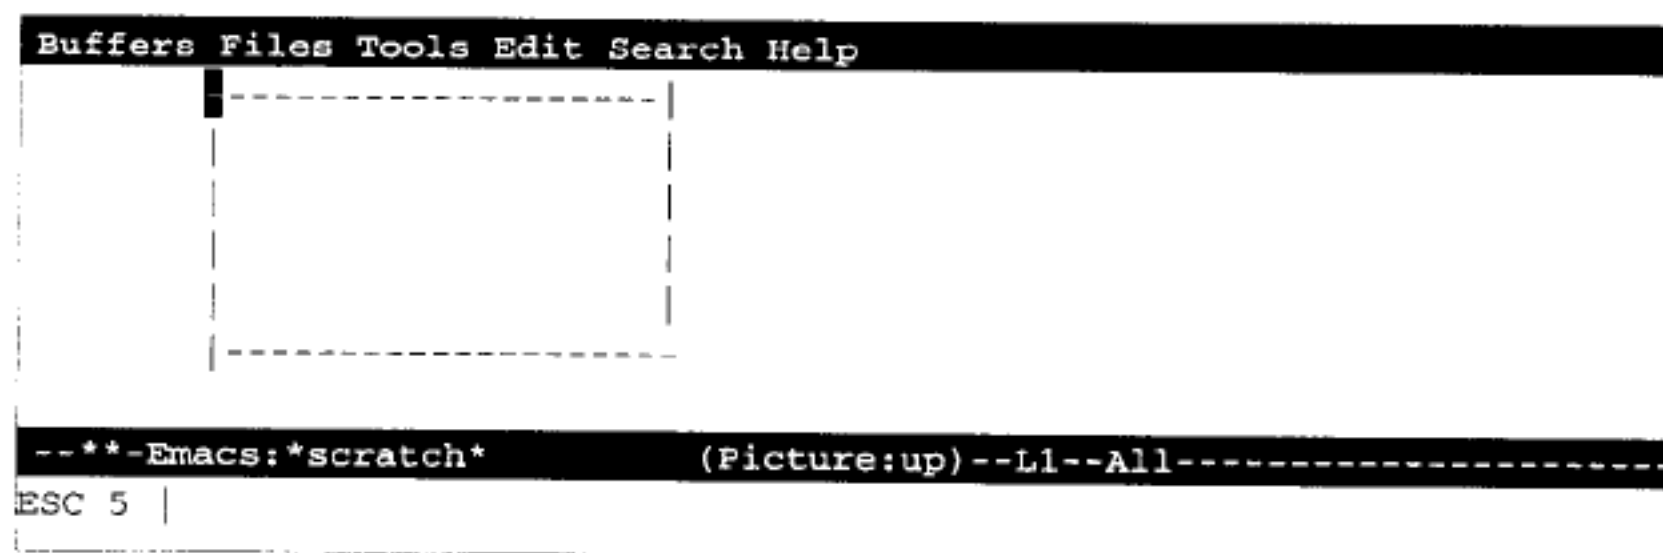 Buffers Files Tools Edit Search Help
--**-Emacs:*scratch* (Picture:up)--L1--All----------------------
ESC 5 |